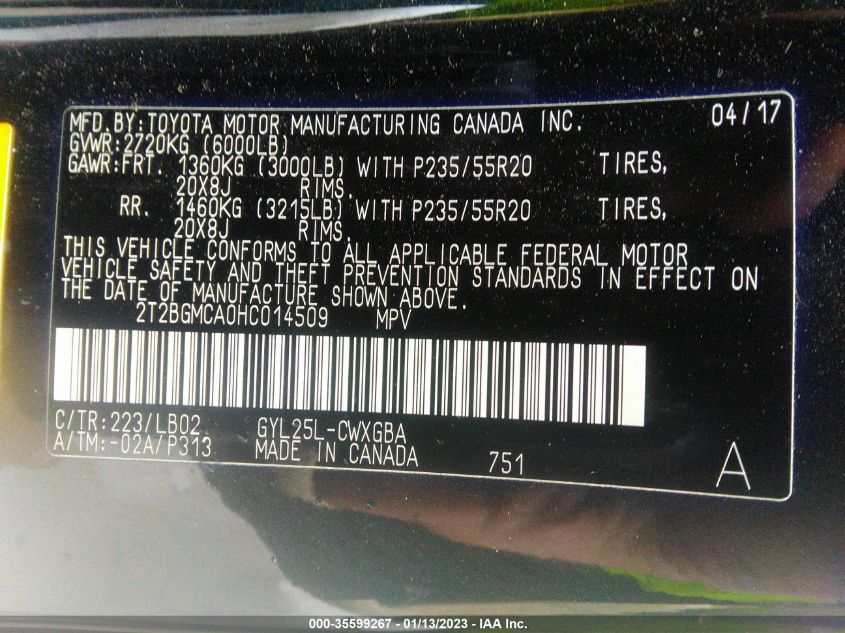 MFD.BY:TOYOTA MOTOR MANUFACTURING CANADA INC. 04/17
GVWR:2720KG (6000LB)
GAWR:FRT. 1360KG (3000LB) WITH P235/55R20 TIRES,
20X8J RIMS.
RR. 1460KG (3215LB) WITH P235/55R20 TIRES,
20X8J RIMS.
THIS VEHICLE CONFORMS TO ALL APPLICABLE FEDERAL MOTOR
VEHICLE SAFETY AND THEFT PREVENTION STANDARDS IN EFFECT ON
THE DATE OF MANUFACTURE SHOWN ABOVE.
2T2BGMCA0HC014509 MPV
C/TR:223/LB02 GYL25L-CWXGBA
A/TM:-02A/P313 MADE IN CANADA 751 A
000-35599267 - 01/13/2023 - IAA Inc.